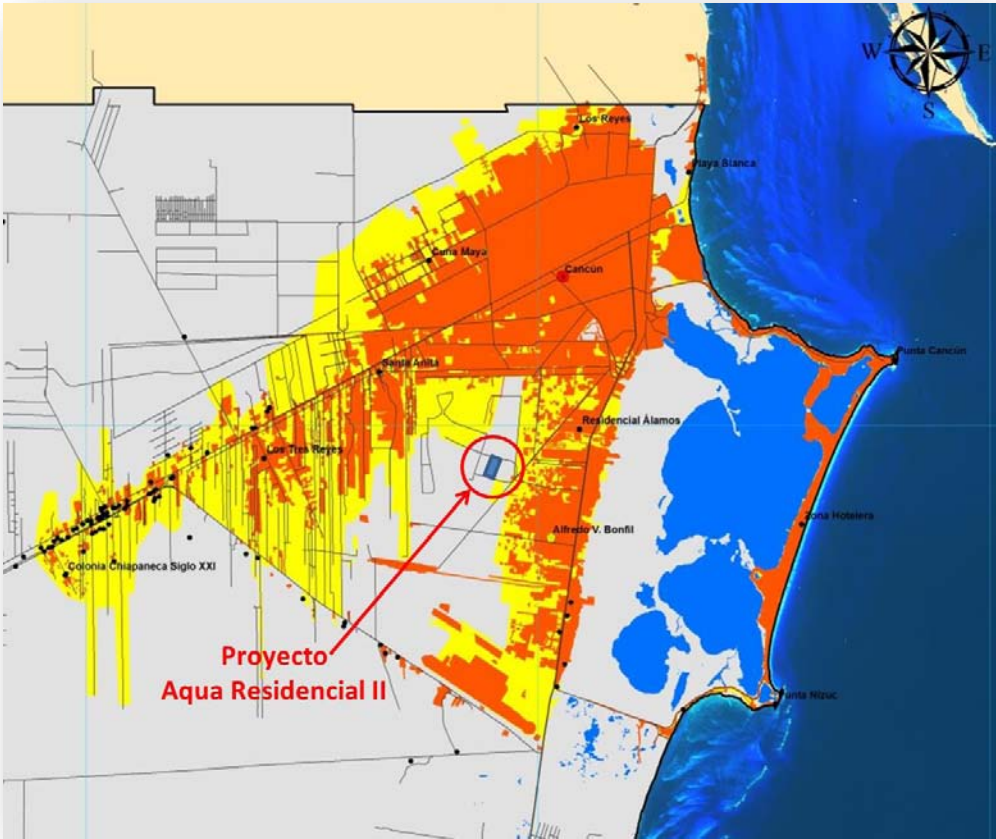 N
W
E
S
Los Reyes
Playa Blanca
Cuna Maya
Cancún
Punta Cancún
Santa Anita
Residencial Álamos
Los Tres Reyes
Zona Hotelera
Alfredo V. Bonfil
Colonia Chiapaneca Siglo XXI
Proyecto
Aqua Residencial II
Punta Nizuc